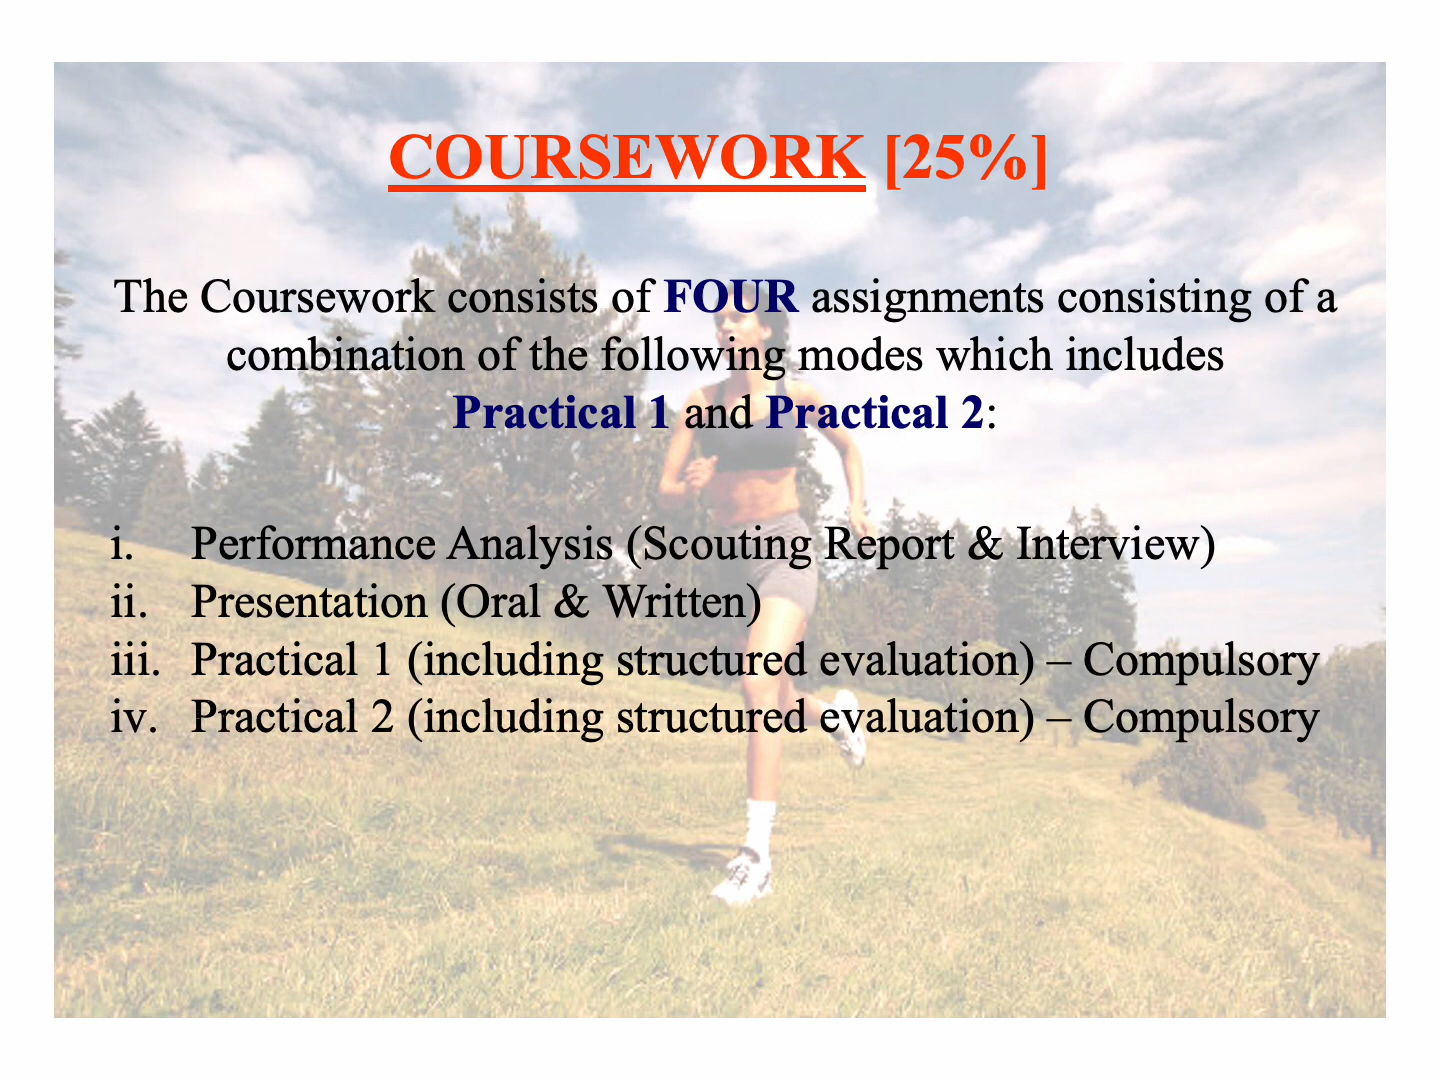 COURSEWORK [25%]
The Coursework consists of FOUR assignments consisting of a
combination of the following modes which includes
Practical 1 and Practical 2:
i. Performance Analysis (Scouting Report & Interview)
ii. Presentation (Oral & Written)
iii. Practical 1 (including structured evaluation) – Compulsory
iv. Practical 2 (including structured evaluation) – Compulsory